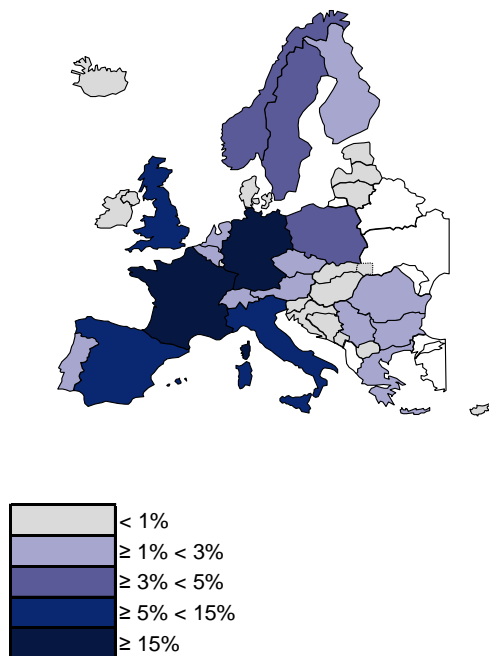 < 1%
≥ 1% < 3%
≥ 3% < 5%
≥ 5% < 15%
≥ 15%